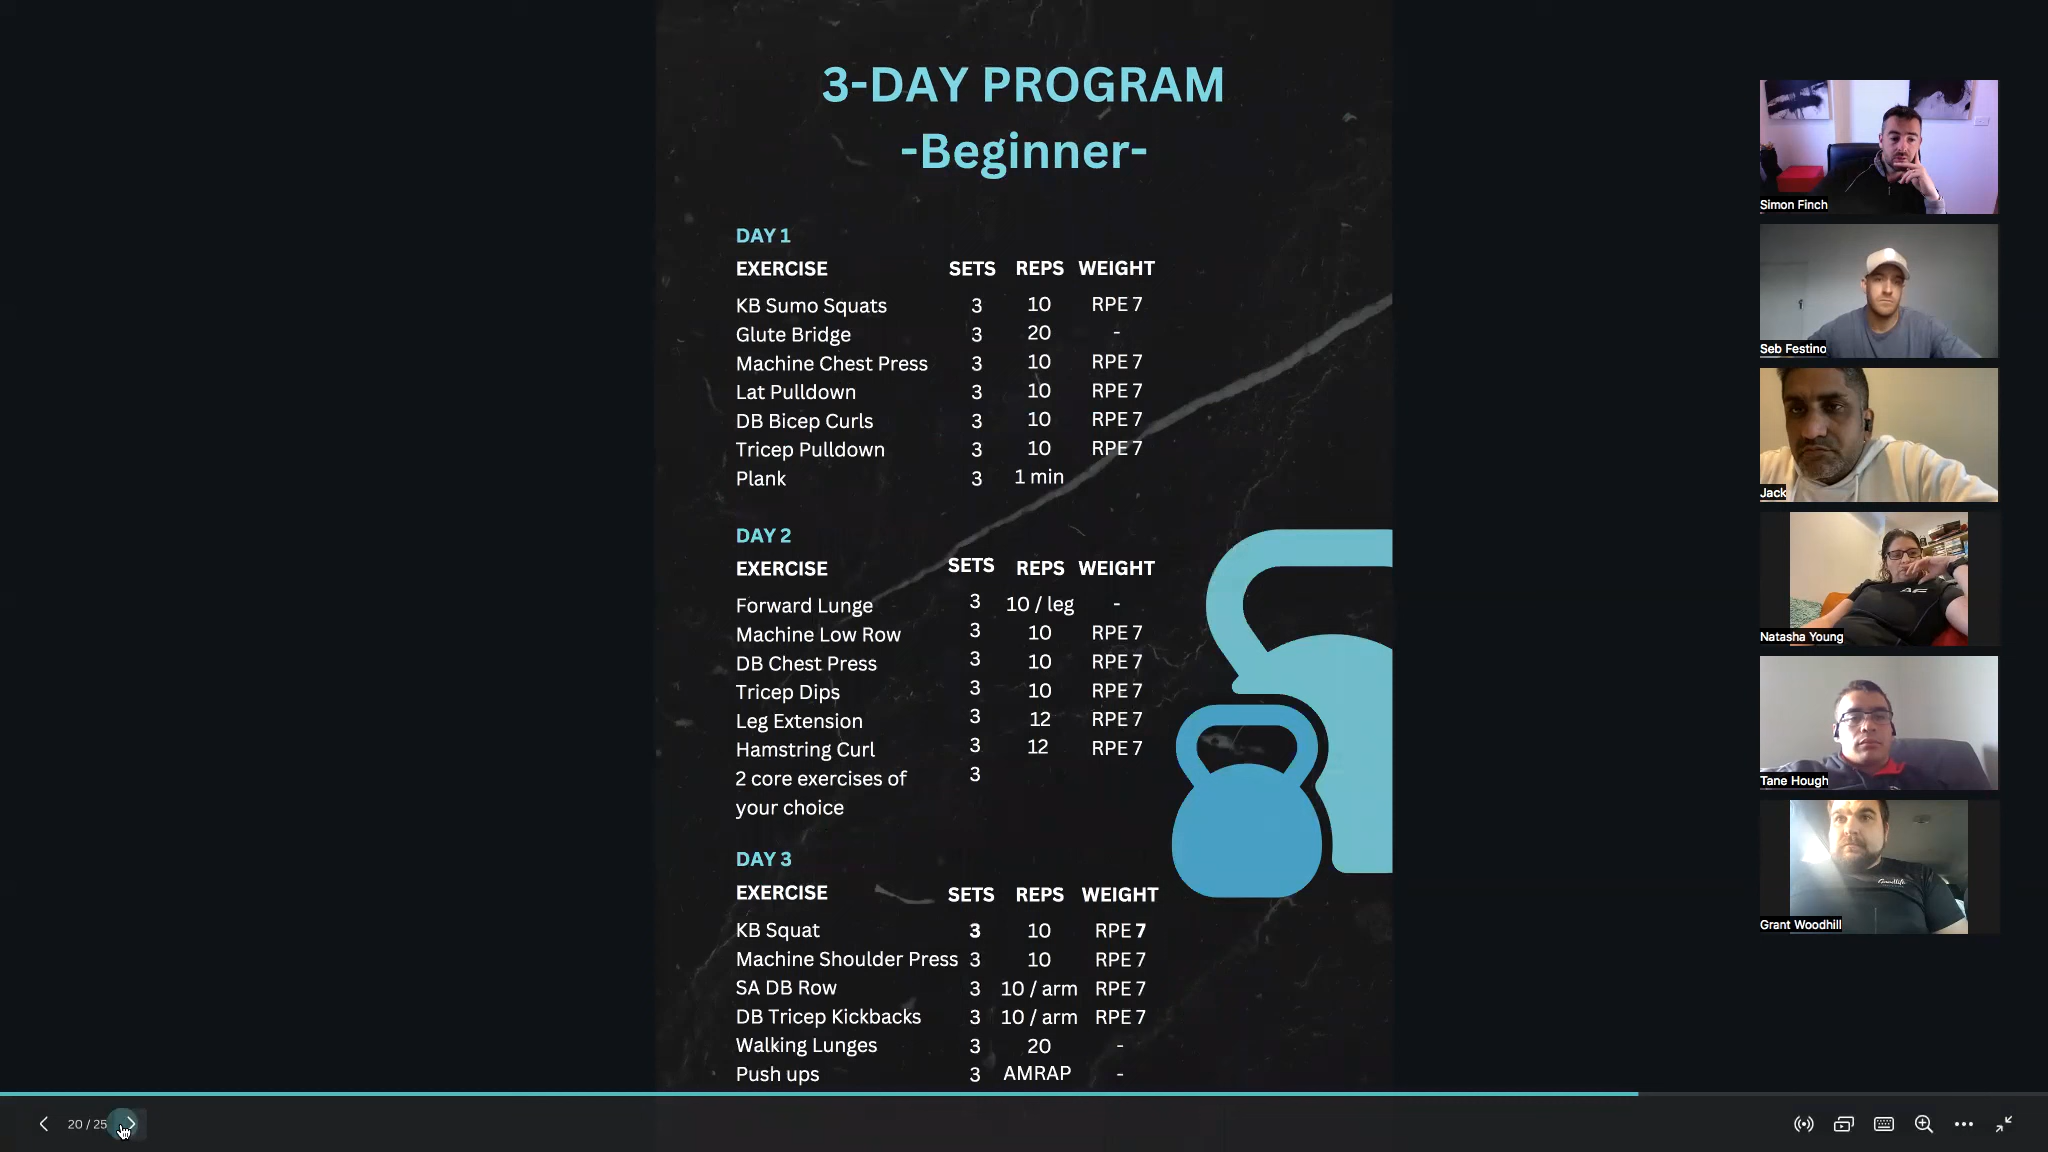 3-DAY PROGRAM
-Beginner-
DAY 1
EXERCISE SETS REPS WEIGHT
KB Sumo Squats 3 10 RPE 7
Glute Bridge 3 20 -
Machine Chest Press 3 10 RPE 7
Lat Pulldown 3 10 RPE 7
DB Bicep Curls 3 10 RPE 7
Tricep Pulldown 3 10 RPE 7
Plank 3 1 min
DAY 2
EXERCISE SETS REPS WEIGHT
Forward Lunge 3 10 / leg -
Machine Low Row 3 10 RPE 7
DB Chest Press 3 10 RPE 7
Tricep Dips 3 10 RPE 7
Leg Extension 3 12 RPE 7
Hamstring Curl 3 12 RPE 7
2 core exercises of 3
your choice
DAY 3
EXERCISE SETS REPS WEIGHT
KB Squat 3 10 RPE 7
Machine Shoulder Press 3 10 RPE 7
SA DB Row 3 10 / arm RPE 7
DB Tricep Kickbacks 3 10 / arm RPE 7
Walking Lunges 3 20 -
Push ups 3 AMRAP -
20 / 25
Simon Finch
Seb Festino
Jack
Natasha Young
AF
Tane Hough
Goodlife
Grant Woodhill